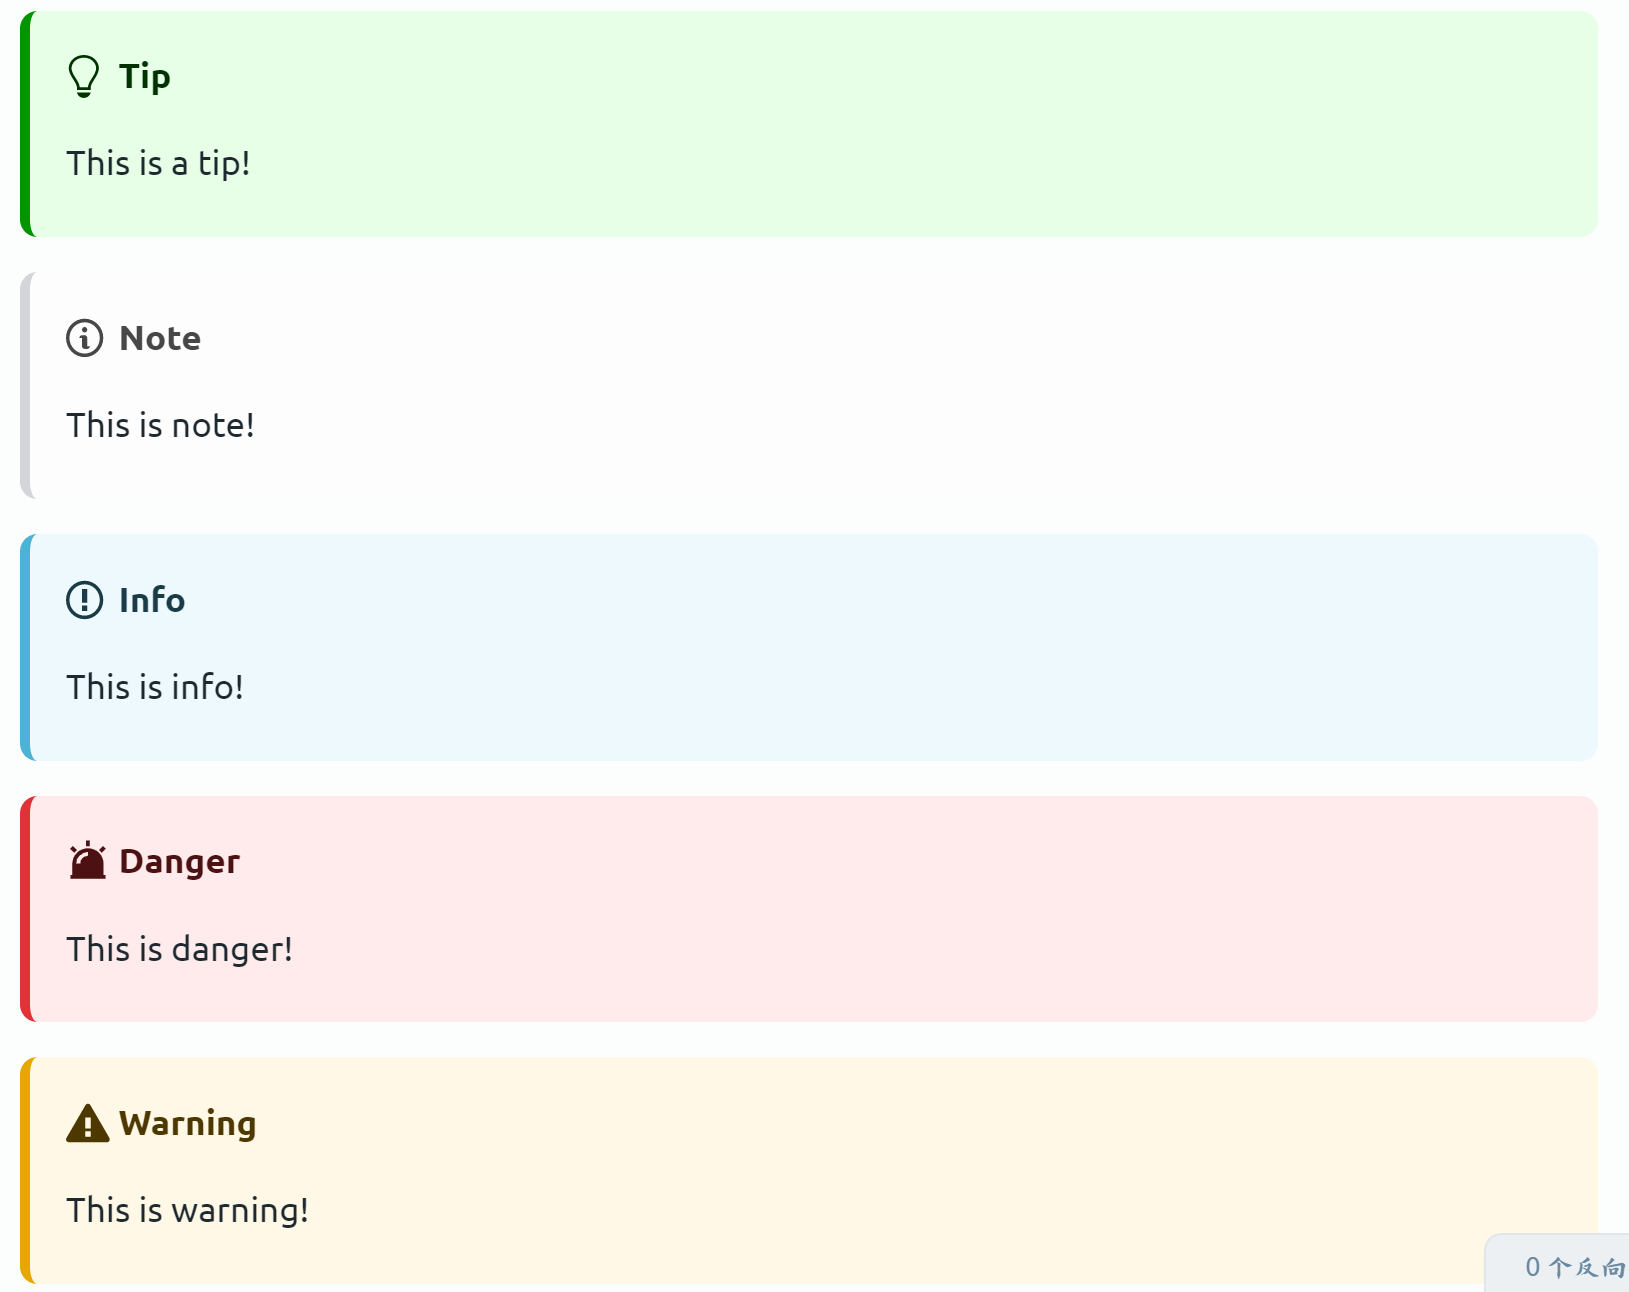 Tip
This is a tip!
Note
This is note!
Info
This is info!
Danger
This is danger!
Warning
This is warning!
0 个反向